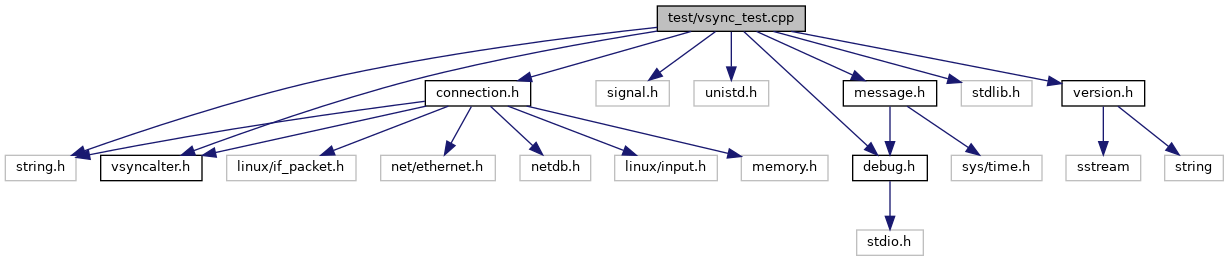 test/vsync_test.cpp
connection.h
signal.h
unistd.h
message.h
stdlib.h
version.h
string.h
vsyncalter.h
linux/if_packet.h
net/ethernet.h
netdb.h
linux/input.h
memory.h
debug.h
sys/time.h
sstream
string
stdio.h